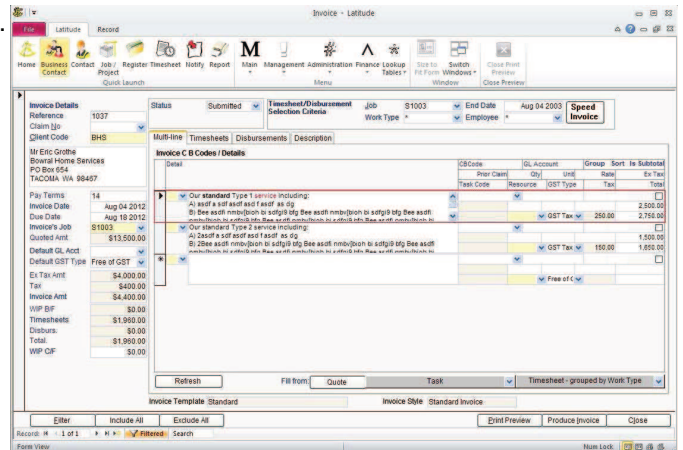 Invoice - Latitude
File Latitude Record
Home Business Contact Contact Job / Project Register Timesheet Notify Report Main Management Administration Finance Lookup Tables Size to Fit Form Switch Windows Close Print Preview
Quick Launch Menu Window Close Preview
Invoice Details
Reference 1037
Claim No
Client Code BHS
Mr Eric Grothe
Bowral Home Services
PO Box 654
TACOMA WA 98467
Pay Terms 14
Invoice Date Aug 04 2012
Due Date Aug 18 2012
Invoice's Job S1003
Quoted Amt $13,500.00
Default GL Acct
Default GST Type Free of GST
Ex Tax Amt $4,000.00
Tax $400.00
Invoice Amt $4,400.00
WIP B/F $0.00
Timesheets $1,960.00
Disburs. $0.00
Total. $1,960.00
WIP C/F $0.00
Status Submitted
Timesheet/Disbursement Selection Criteria
Job S1003 End Date Aug 04 2003
Work Type * Employee *
Speed Invoice
Multi-line Timesheets Disbursements Description
Invoice C B Codes / Details
Detail CBCode GL Account Group Sort Is Subtotal
Prior Claim Qty Unit Rate Ex Tax
Task Code Resource GST Type Tax Total
Our standard Type 1 service including:
A) asdf a sdf asdf asd f asdf as dg 2,500.00
GST Tax 250.00 2,750.00
Our standard Type 2 service including:
A) 2asdf a sdf asdf asd f asdf as dg 1,500.00
GST Tax 150.00 1,650.00
Free of
Refresh Fill from: Quote Task Timesheet - grouped by Work Type
Invoice Template Standard Invoice Style Standard Invoice
Filter Include All Exclude All Print Preview Produce Invoice Close
Record: 1 of 1 Filtered Search
Form View Num Lock